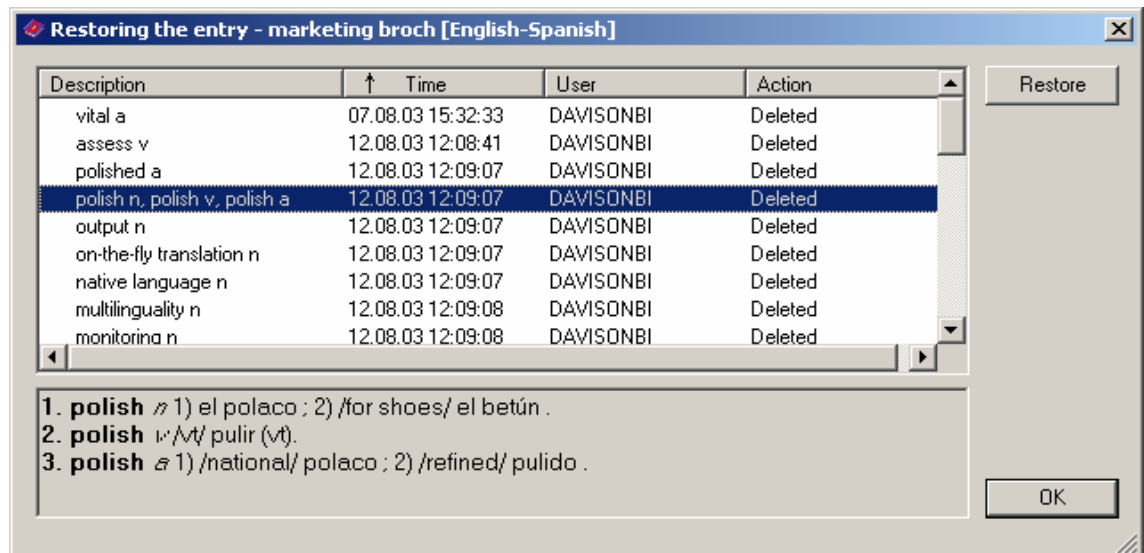 Restoring the entry - marketing broch [English-Spanish]
Description ↑ Time User Action
Restore
vital a 07.08.03 15:32:33 DAVISONBI Deleted
assess v 12.08.03 12:08:41 DAVISONBI Deleted
polished a 12.08.03 12:09:07 DAVISONBI Deleted
polish n, polish v, polish a 12.08.03 12:09:07 DAVISONBI Deleted
output n 12.08.03 12:09:07 DAVISONBI Deleted
on-the-fly translation n 12.08.03 12:09:07 DAVISONBI Deleted
native language n 12.08.03 12:09:07 DAVISONBI Deleted
multilinguality n 12.08.03 12:09:08 DAVISONBI Deleted
monitoring n 12.08.03 12:09:08 DAVISONBI Deleted
1. polish n 1) el polaco ; 2) /for shoes/ el betún .
2. polish v /vt/ pulir (vt).
3. polish a 1) /national/ polaco ; 2) /refined/ pulido .
OK